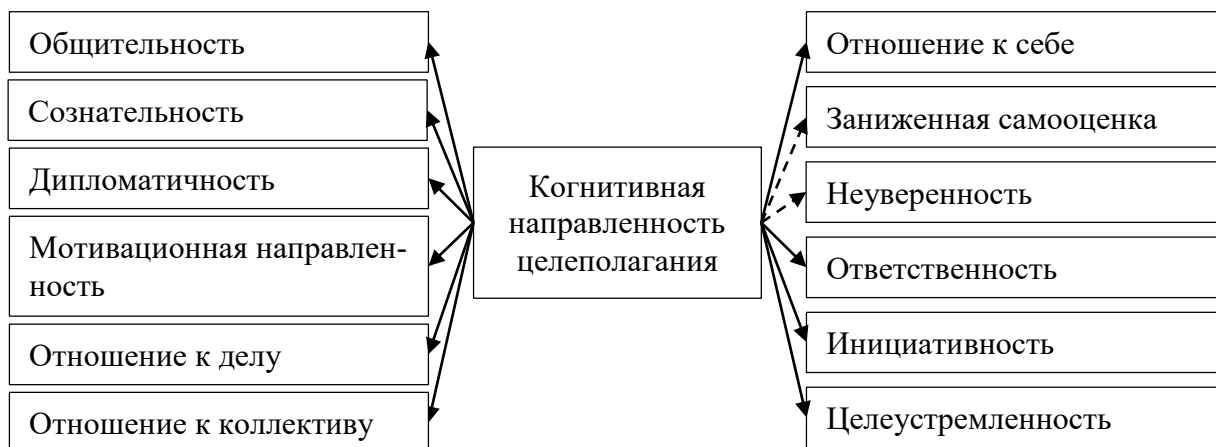 Общительность
Сознательность
Дипломатичность
Мотивационная направлен-
ность
Отношение к делу
Отношение к коллективу
Когнитивная
направленность
целеполагания
Отношение к себе
Заниженная самооценка
Неуверенность
Ответственность
Инициативность
Целеустремленность